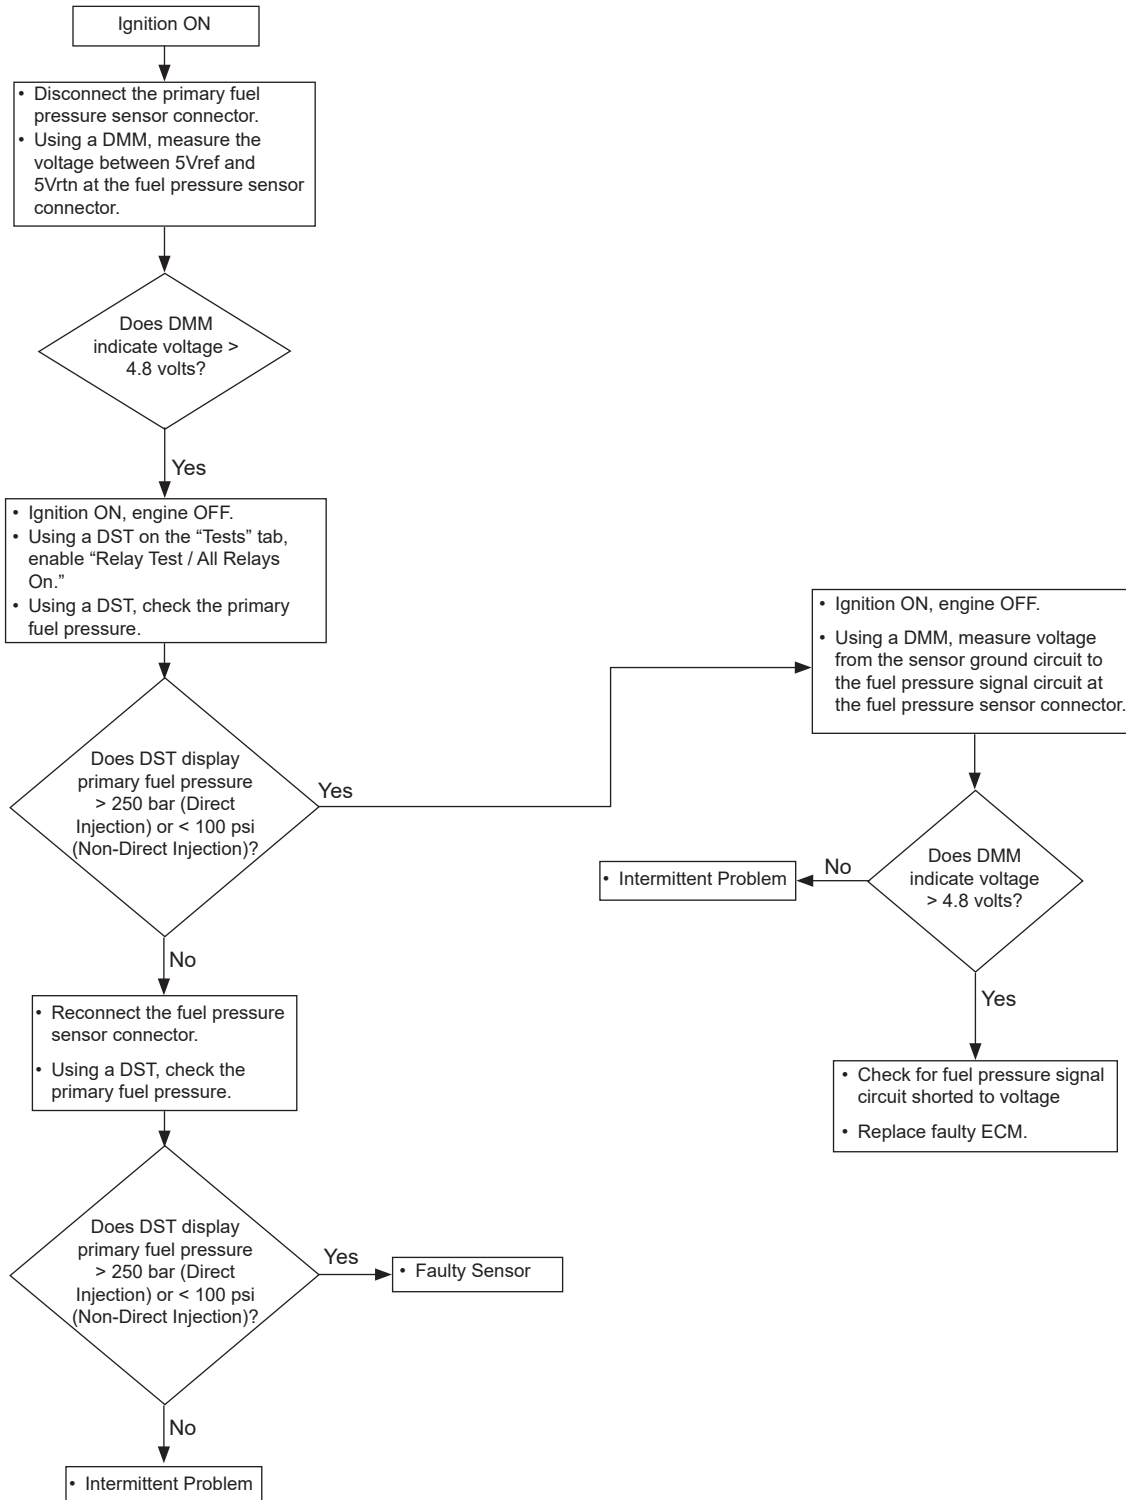 Ignition ON
• Disconnect the primary fuel
pressure sensor connector.
• Using a DMM, measure the
voltage between 5Vref and
5Vrtn at the fuel pressure sensor
connector.
Does DMM
indicate voltage >
4.8 volts?
Yes
• Ignition ON, engine OFF.
• Using a DST on the “Tests” tab,
enable “Relay Test / All Relays
On.”
• Using a DST, check the primary
fuel pressure.
Does DST display
primary fuel pressure
> 250 bar (Direct
Injection) or < 100 psi
(Non-Direct Injection)?
Yes
• Ignition ON, engine OFF.
• Using a DMM, measure voltage
from the sensor ground circuit to
the fuel pressure signal circuit at
the fuel pressure sensor connector.
Does DMM
indicate voltage
> 4.8 volts?
No
• Intermittent Problem
Yes
• Check for fuel pressure signal
circuit shorted to voltage
• Replace faulty ECM.
No
• Reconnect the fuel pressure
sensor connector.
• Using a DST, check the
primary fuel pressure.
Does DST display
primary fuel pressure
> 250 bar (Direct
Injection) or < 100 psi
(Non-Direct Injection)?
Yes
• Faulty Sensor
No
• Intermittent Problem